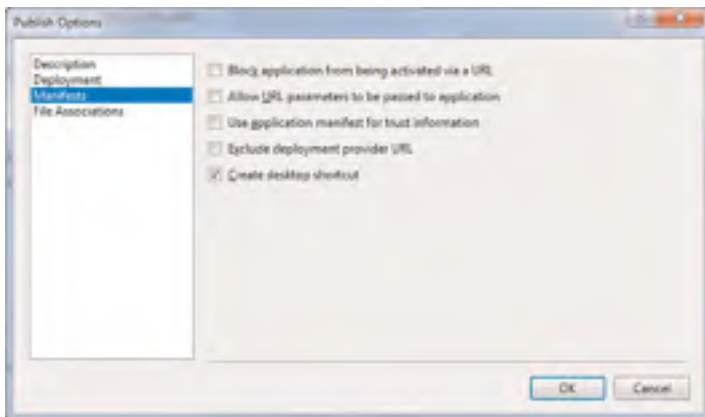 Publish Options
Description
Deployment
Manifests
File Associations
Block application from being activated via a URL
Allow URL parameters to be passed to application
Use application manifest for trust information
Exclude deployment provider URL
Create desktop shortcut
OK
Cancel